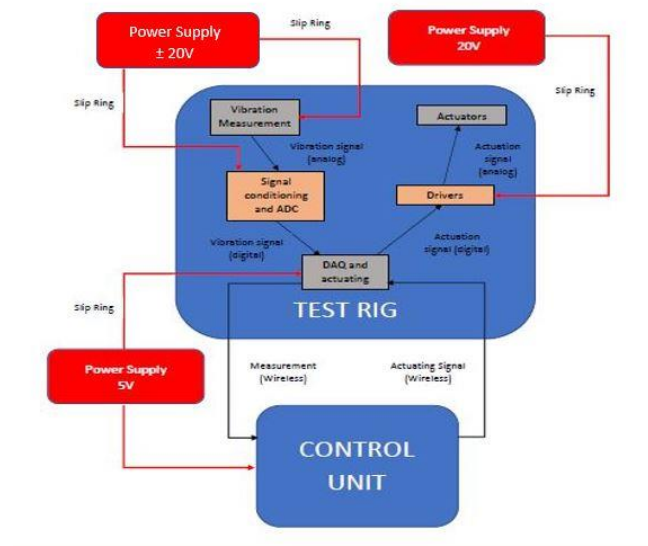 Power Supply
± 20V
Slip Ring
Power Supply
20V
Slip Ring
Slip Ring
Vibration
Measurement
Actuators
Vibration signal
(analog)
Actuation
signal
(analog)
Signal
conditioning
and ADC
Drivers
Vibration signal
(digital)
Actuation
signal (digital)
DAQ and
actuating
Slip Ring
TEST RIG
Power Supply
5V
Measurement
(Wireless)
Actuating Signal
(Wireless)
CONTROL
UNIT